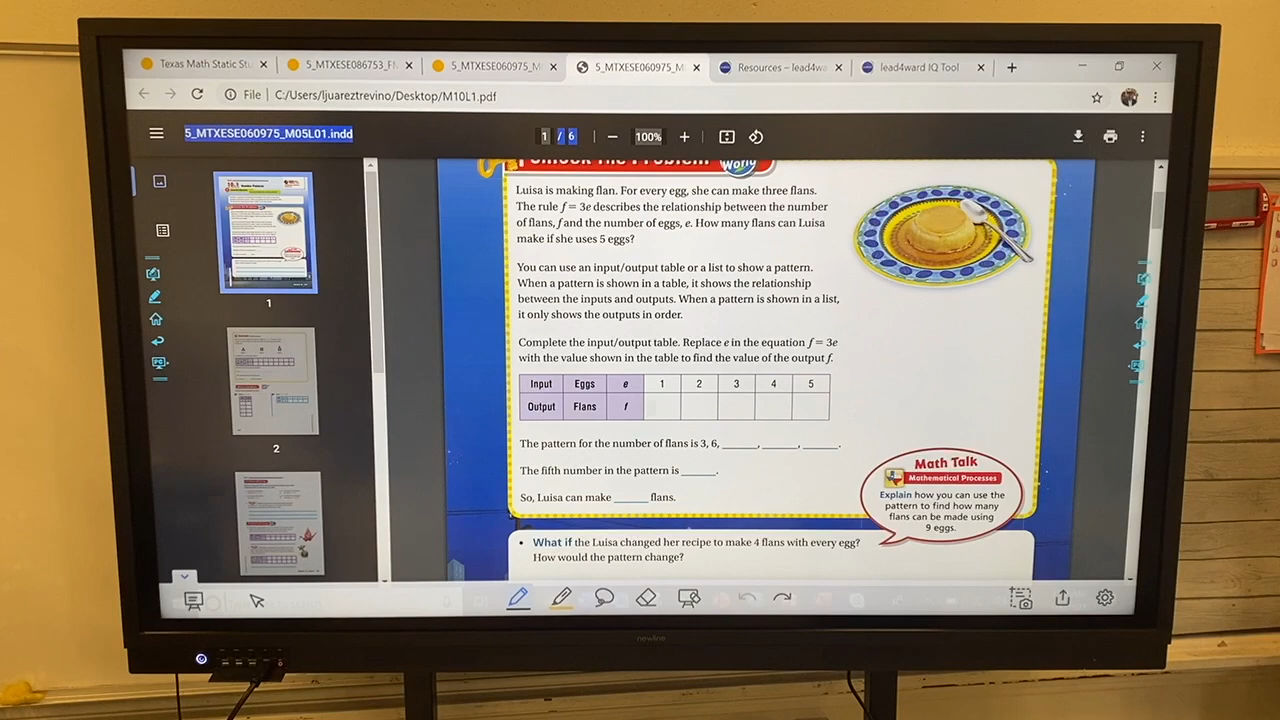 Texas Math Static Stu
5_MTXESE086753_FM
5_MTXESE060975_M
5_MTXESE060975_M
Resources – lead4wa
lead4ward IQ Tool
File | C:/Users/ljuareztrevino/Desktop/M10L1.pdf
5_MTXESE060975_M05L01.indd
1 / 6
100%
Unlock the Problem World
Luisa is making flan. For every egg, she can make three flans.
The rule f = 3e describes the relationship between the number
of flans, f and the number of eggs, e. How many flans can Luisa
make if she uses 5 eggs?
You can use an input/output table or a list to show a pattern.
When a pattern is shown in a table, it shows the relationship
between the inputs and outputs. When a pattern is shown in a list,
it only shows the outputs in order.
Complete the input/output table. Replace e in the equation f = 3e
with the value shown in the table to find the value of the output f.
Input Eggs e 1 2 3 4 5
Output Flans f
The pattern for the number of flans is 3, 6, ______, ______, ______.
The fifth number in the pattern is ______.
So, Luisa can make ______ flans.
Math Talk
Mathematical Processes
Explain how you can use the
pattern to find how many
flans can be made using
9 eggs.
• What if the Luisa changed her recipe to make 4 flans with every egg?
How would the pattern change?
1
2
PC
PC
newline